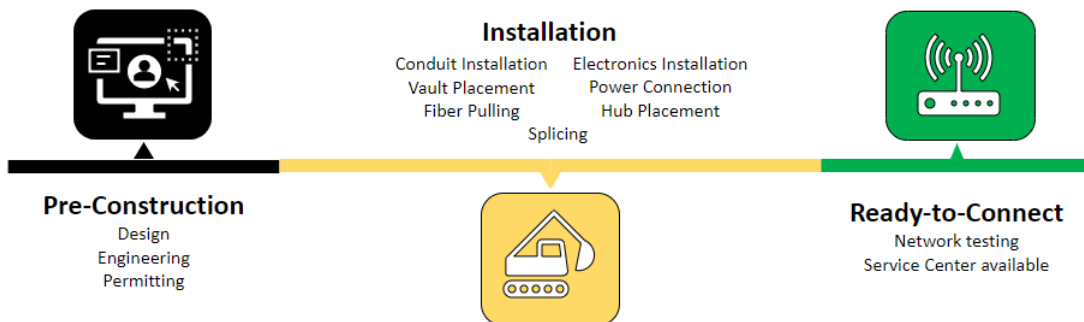 Pre-Construction
Design
Engineering
Permitting
Installation
Conduit Installation
Vault Placement
Fiber Pulling
Electronics Installation
Power Connection
Hub Placement
Splicing
Ready-to-Connect
Network testing
Service Center available